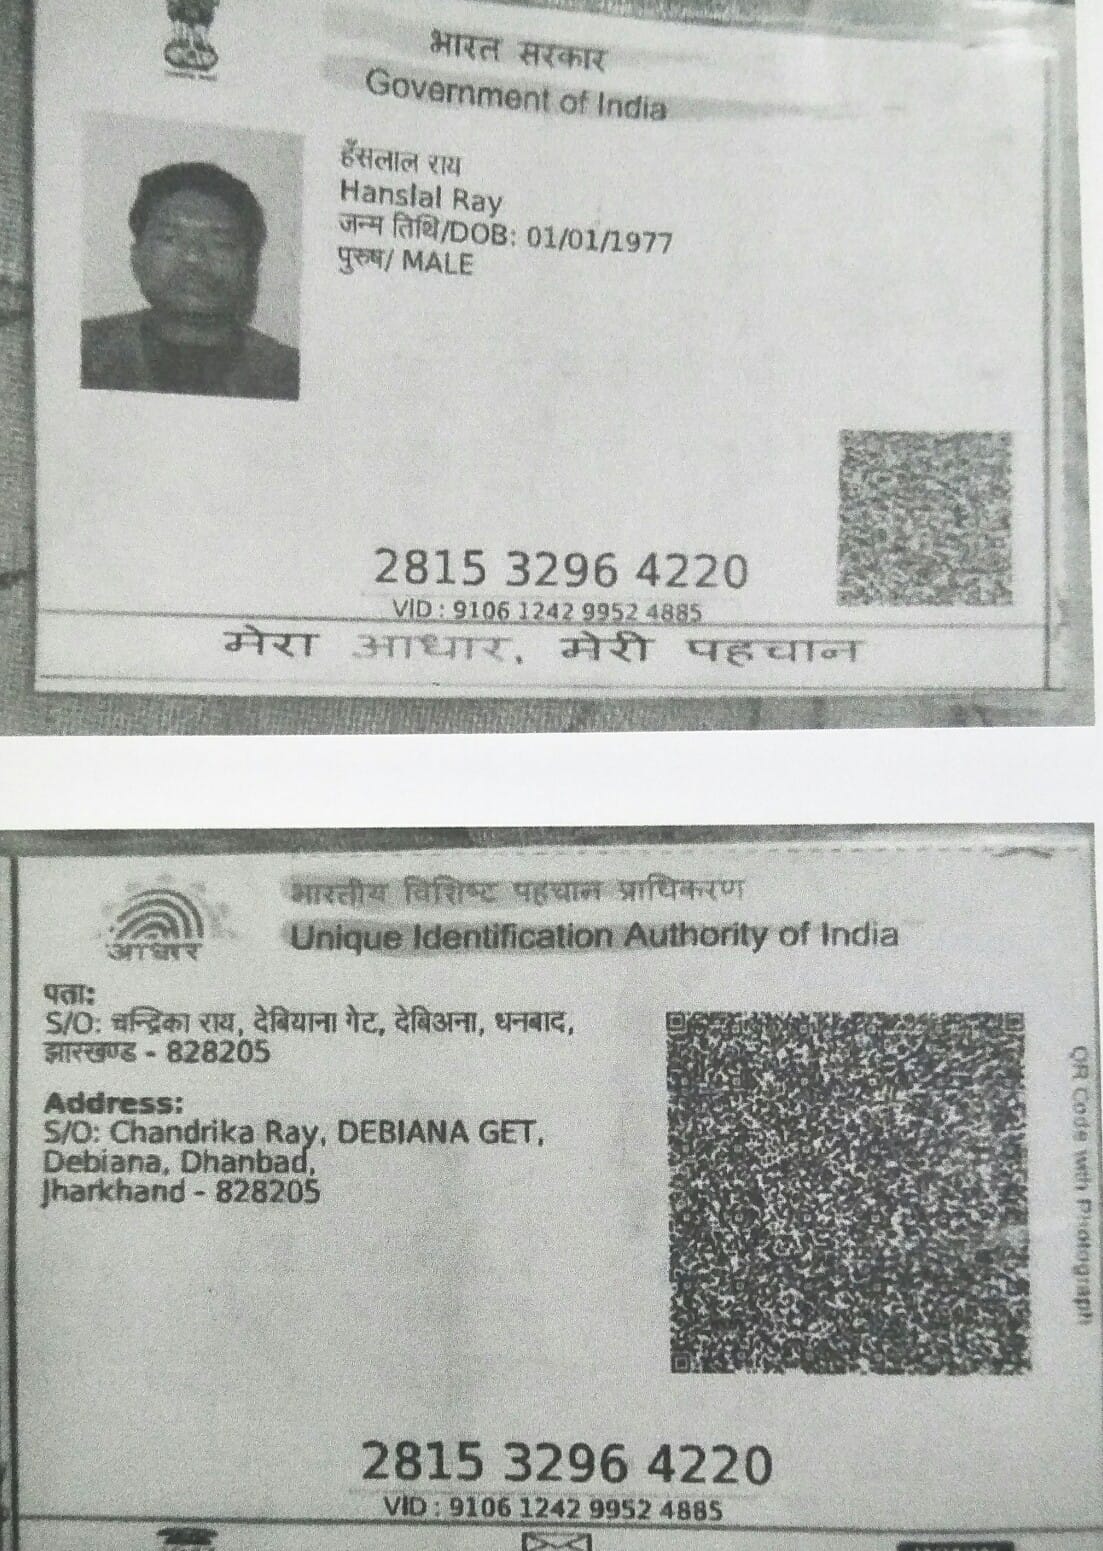 भारत सरकार
Government of India
हँसलाल राय
Hanslal Ray
जन्म तिथि/DOB: 01/01/1977
पुरुष/ MALE
2815 3296 4220
VID : 9106 1242 9952 4885
मेरा आधार, मेरी पहचान
भारतीय विशिष्ट पहचान प्राधिकरण
आधार
Unique Identification Authority of India
पता:
S/O: चन्द्रिका राय, देबियाना गेट, देबिअना, धनबाद,
झारखण्ड - 828205
Address:
S/O: Chandrika Ray, DEBIANA GET,
Debiana, Dhanbad,
Jharkhand - 828205
QR Code with Photograph
2815 3296 4220
VID : 9106 1242 9952 4885